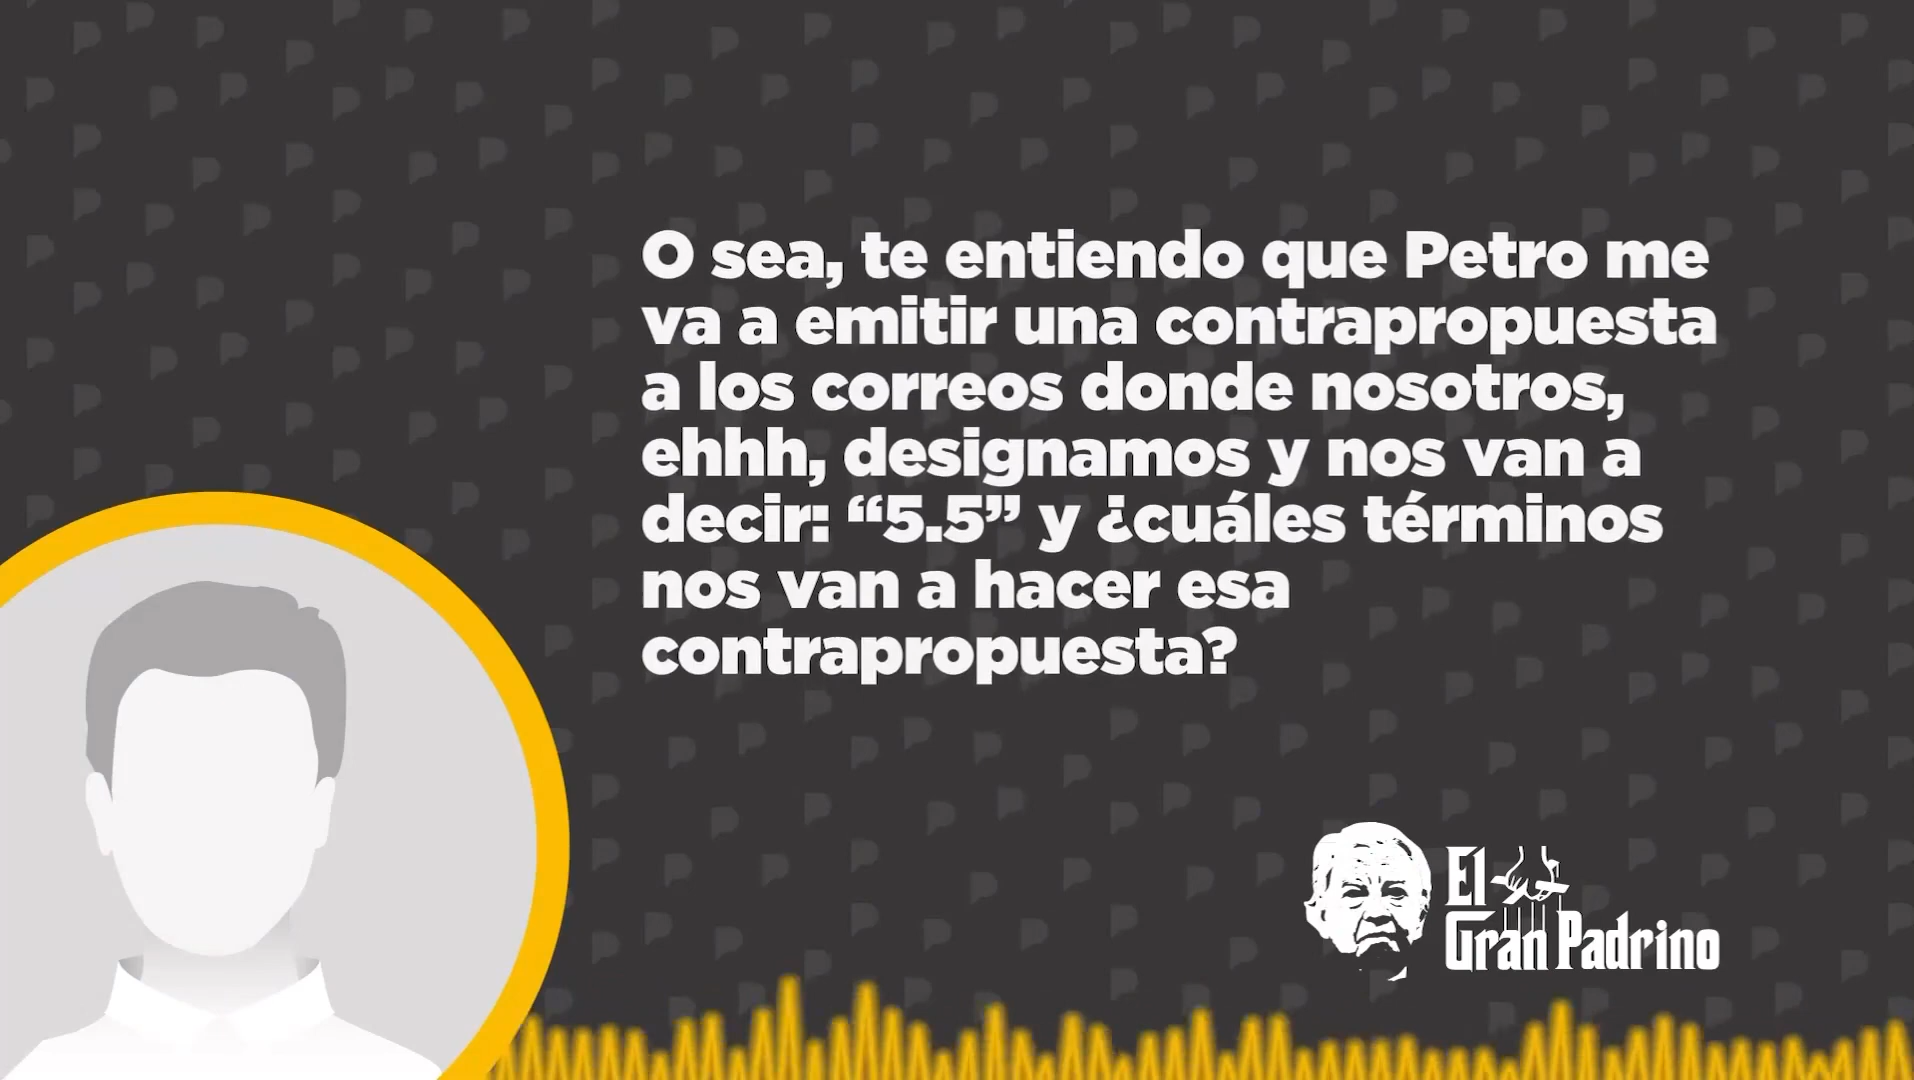 O sea, te entiendo que Petro me
va a emitir una contrapropuesta
a los correos donde nosotros,
ehhh, designamos y nos van a
decir: “5.5” y ¿cuáles términos
nos van a hacer esa
contrapropuesta?
El
Gran Padrino